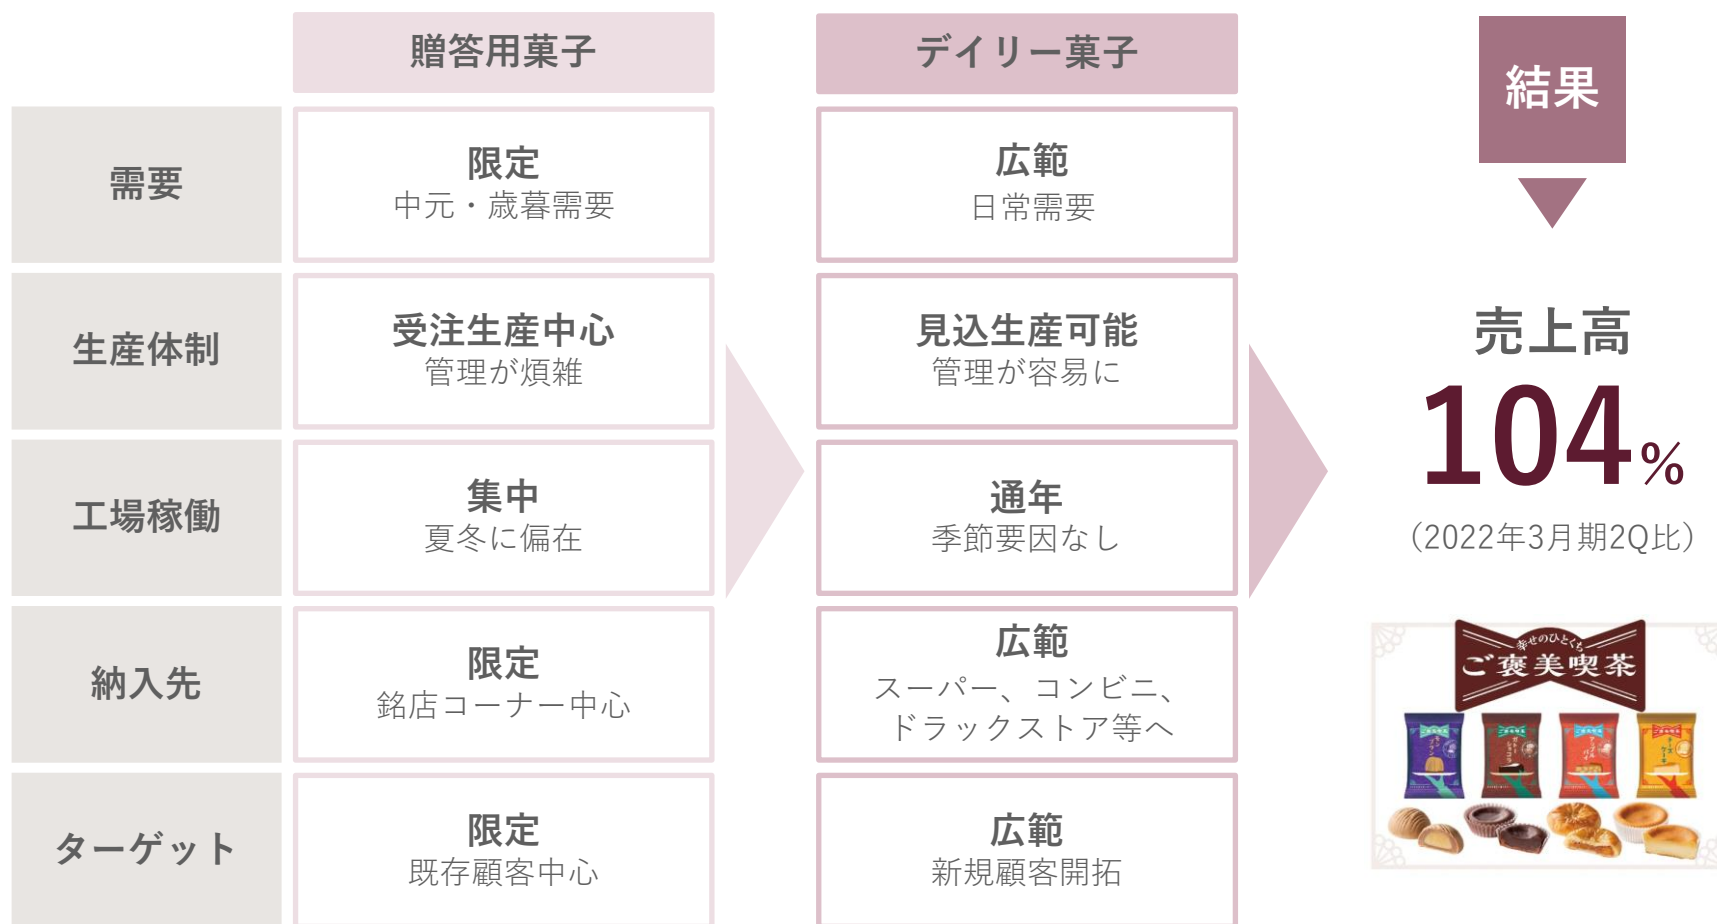 贈答用菓子
デイリー菓子
結果
需要
限定
中元・歳暮需要
広範
日常需要
生産体制
受注生産中心
管理が煩雑
見込生産可能
管理が容易に
工場稼働
集中
夏冬に偏在
通年
季節要因なし
納入先
限定
銘店コーナー中心
広範
スーパー、コンビニ、
ドラックストア等へ
ターゲット
限定
既存顧客中心
広範
新規顧客開拓
売上高
104%
（2022年3月期2Q比）
幸せのひとくち
ご褒美喫茶